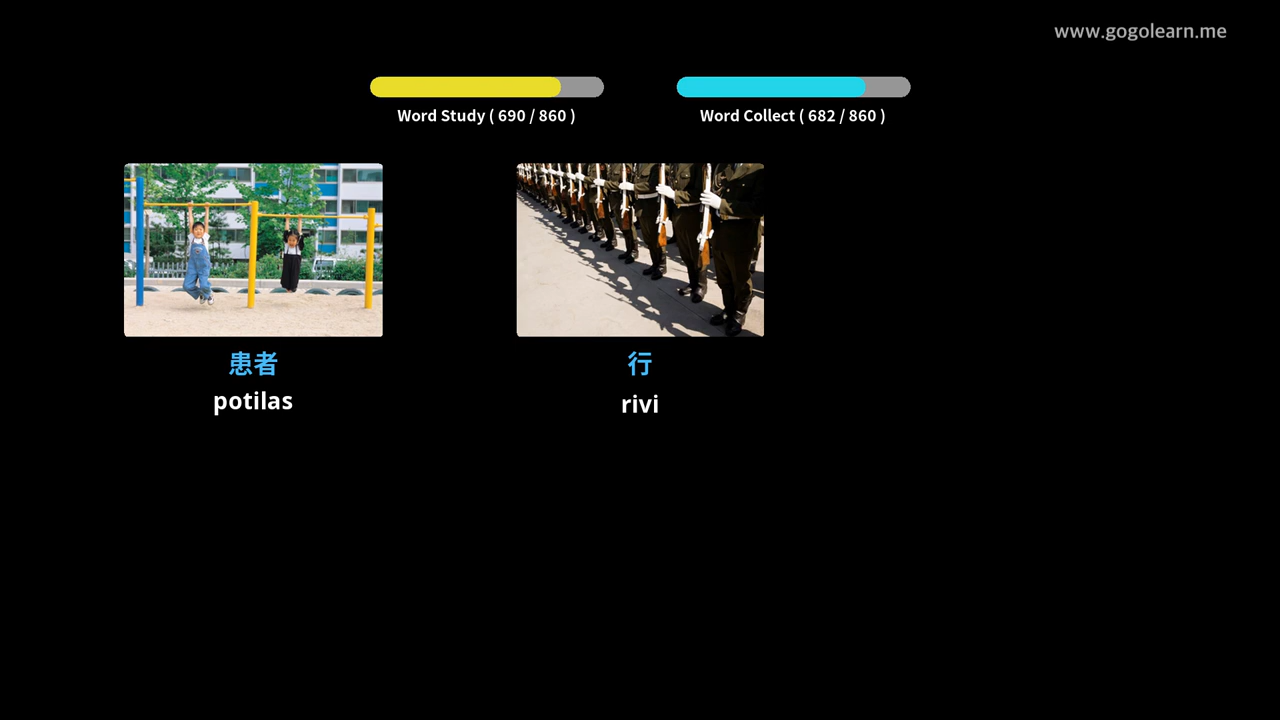 www.gogolearn.me
Word Study ( 690 / 860 )
Word Collect ( 682 / 860 )
患者
potilas
行
rivi